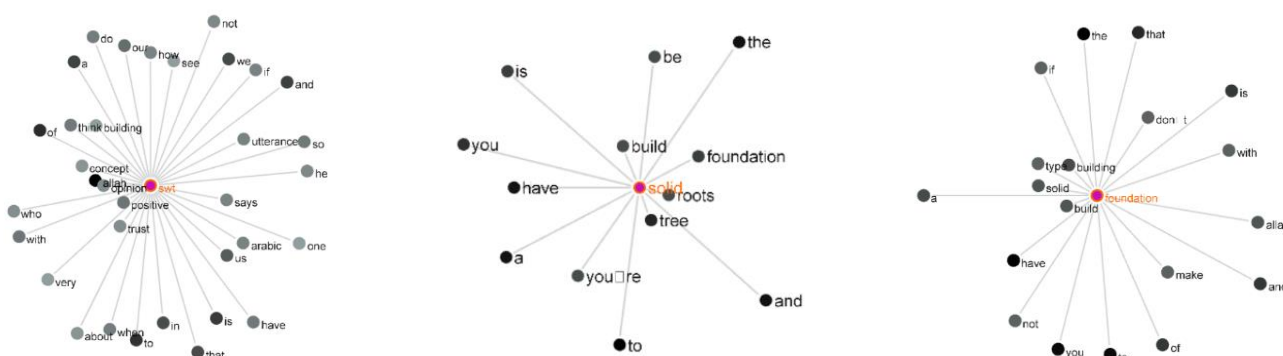 not
do
our
how
see
we
if
a
and
of
think
building
utterance
so
concept
allah
opinion
swt
he
who
positive
says
with
trust
arabic
one
us
very
about
when
to
in
is
have
that
the
be
is
you
build
foundation
have
solid
roots
tree
a
you□re
and
to
the
that
if
is
don□t
with
type
building
solid
a
build
foundation
alla
have
make
and
not
you
of